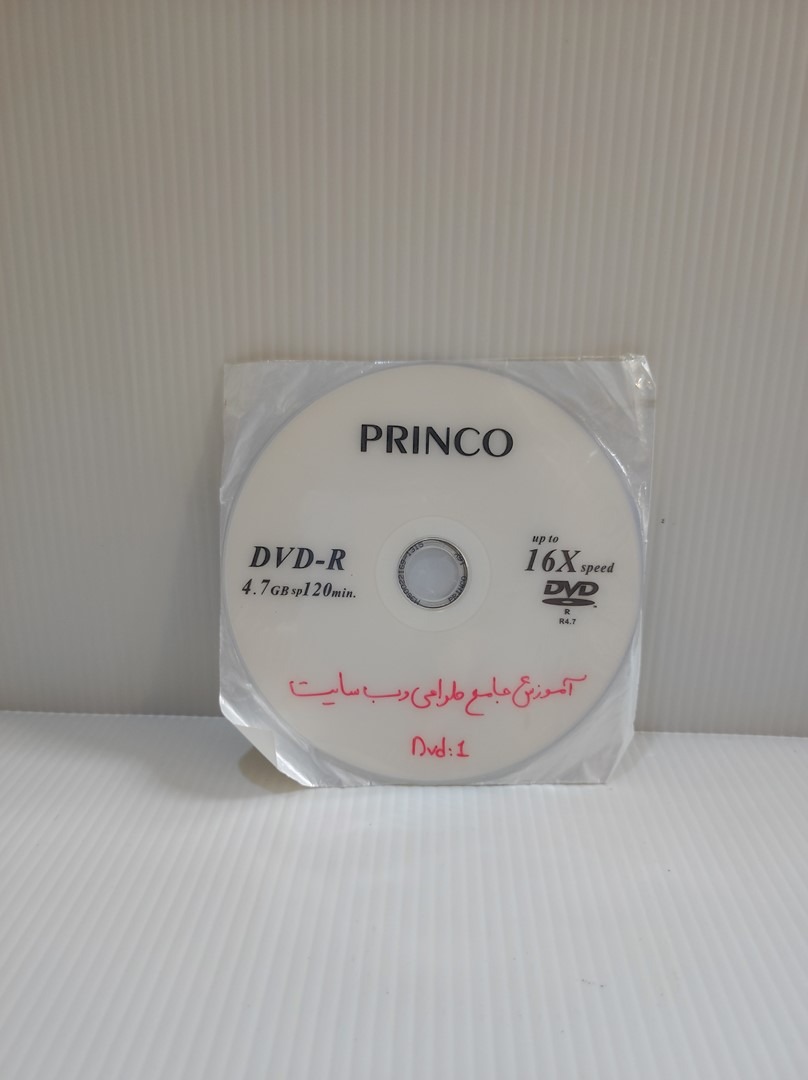 PRINCO
DVD-R
4.7GB sp120min.
up to
16X speed
DVD
R
R4.7
آموزش جامع طراحی وب سایت
Dvd:1